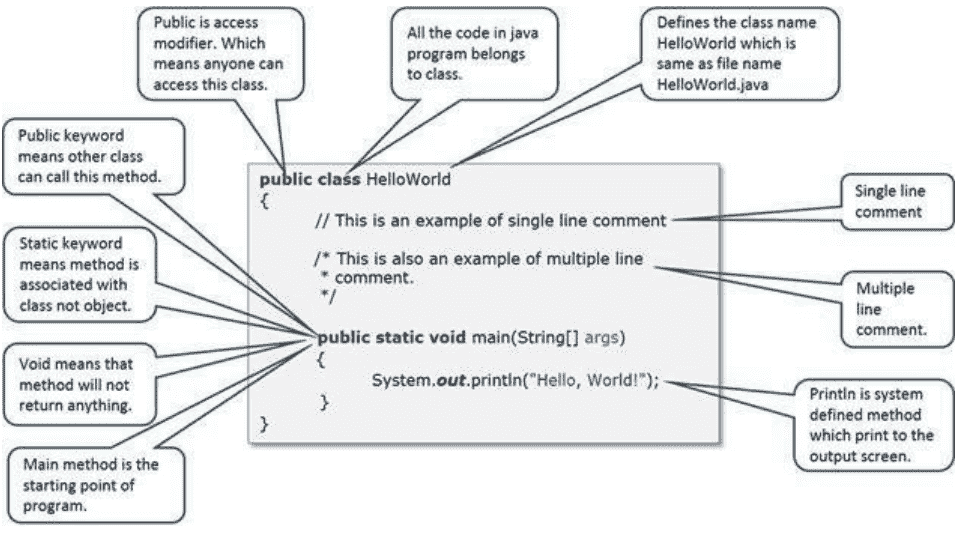 Public is access
modifier. Which
means anyone can
access this class.
All the code in java
program belongs
to class.
Defines the class name
HelloWorld which is
same as file name
HelloWorld.java
Public keyword
means other class
can call this method.
Static keyword
means method is
associated with
class not object.
Void means that
method will not
return anything.
Main method is the
starting point of
program.
public class HelloWorld
{
// This is an example of single line comment
/* This is also an example of multiple line
* comment.
*/
public static void main(String[] args)
{
System.out.println("Hello, World!");
}
}
Single line
comment
Multiple
line
comment.
Println is system
defined method
which print to the
output screen.